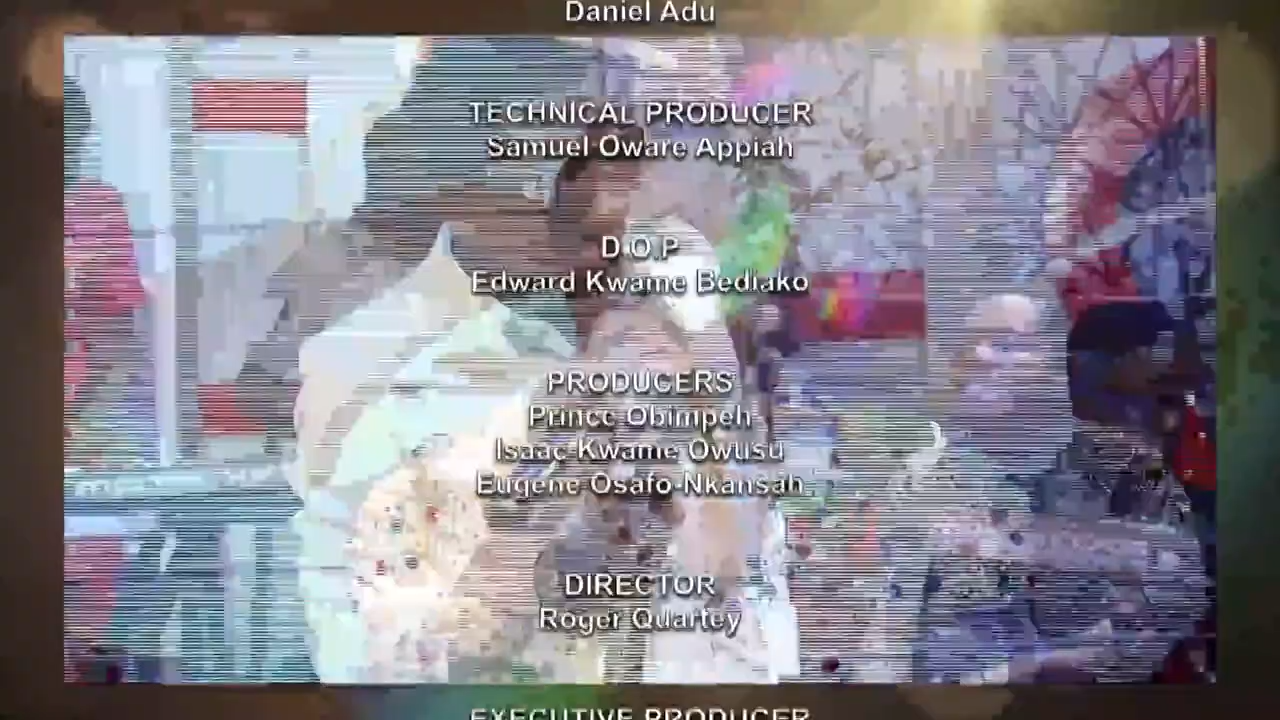 Daniel Adu
TECHNICAL PRODUCER
Samuel Oware Appiah
D.O.P
Edward Kwame Bediako
PRODUCERS
Prince Obimpeh
Isaac Kwame Owusu
Eugene Osafo-Nkansah
DIRECTOR
Roger Quartey
EXECUTIVE PRODUCER